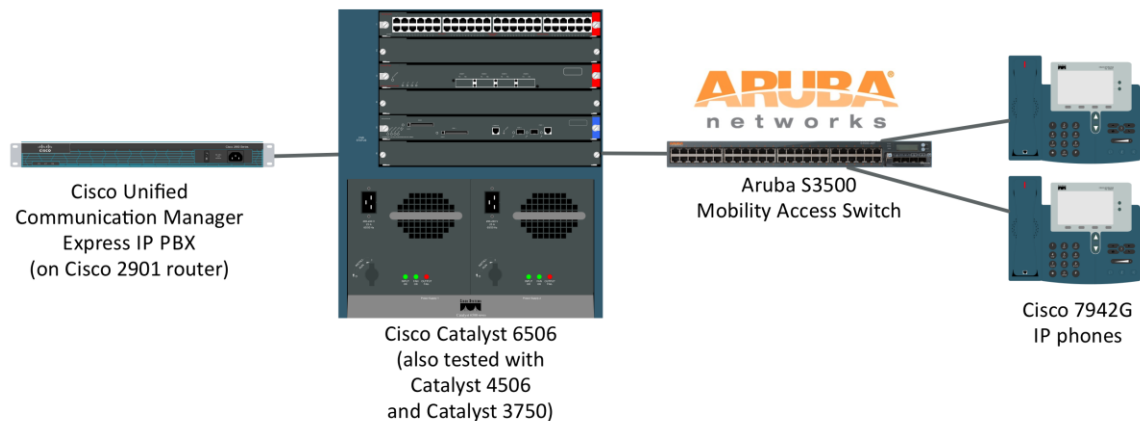 ARUBA
networks
Cisco Unified
Communication Manager
Express IP PBX
(on Cisco 2901 router)
Aruba S3500
Mobility Access Switch
Cisco Catalyst 6506
(also tested with
Catalyst 4506
and Catalyst 3750)
Cisco 7942G
IP phones